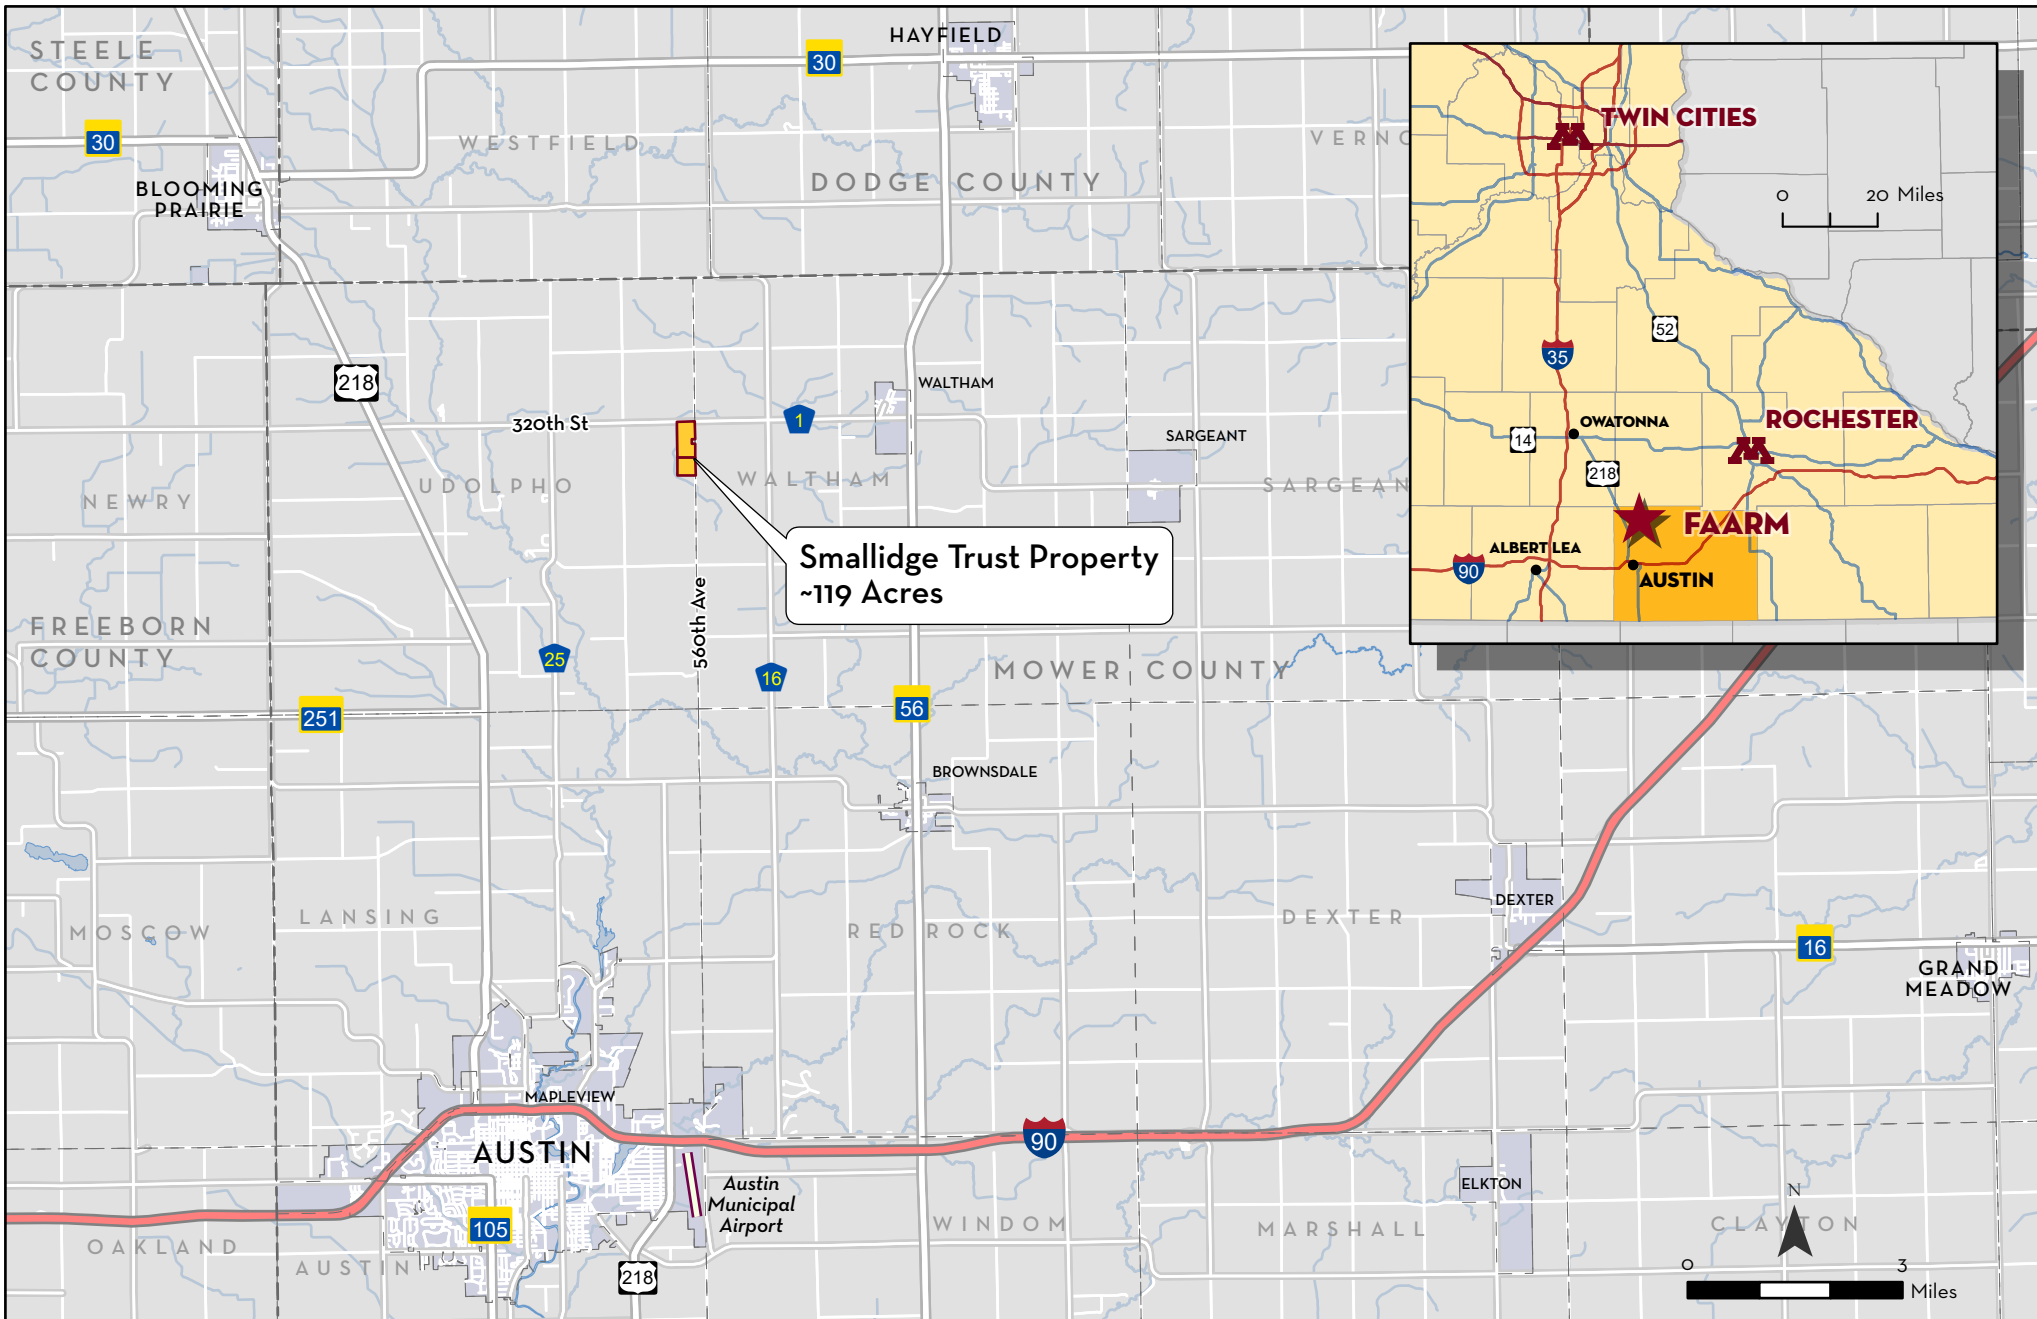 STEELE
COUNTY
HAYFIELD
30
30
WESTFIELD
VERNO
BLOOMING
PRAIRIE
DODGE COUNTY
218
WALTHAM
320th St
1
SARGEANT
NEWRY
UDOLPHO
WALTHAM
SARGEAN
Smallidge Trust Property
~119 Acres
560th Ave
FREEBORN
COUNTY
25
16
MOWER COUNTY
251
56
BROWNSDALE
DEXTER
MOSCOW
LANSING
RED ROCK
DEXTER
16
GRAND
MEADOW
MAPLEVIEW
AUSTIN
90
Austin
Municipal
Airport
ELKTON
105
WINDOM
MARSHALL
CLAYTON
OAKLAND
AUSTIN
218
N
0 3
Miles
TWIN CITIES
0 20 Miles
52
35
OWATONNA
ROCHESTER
14
218
FAARM
ALBERT LEA
90
AUSTIN